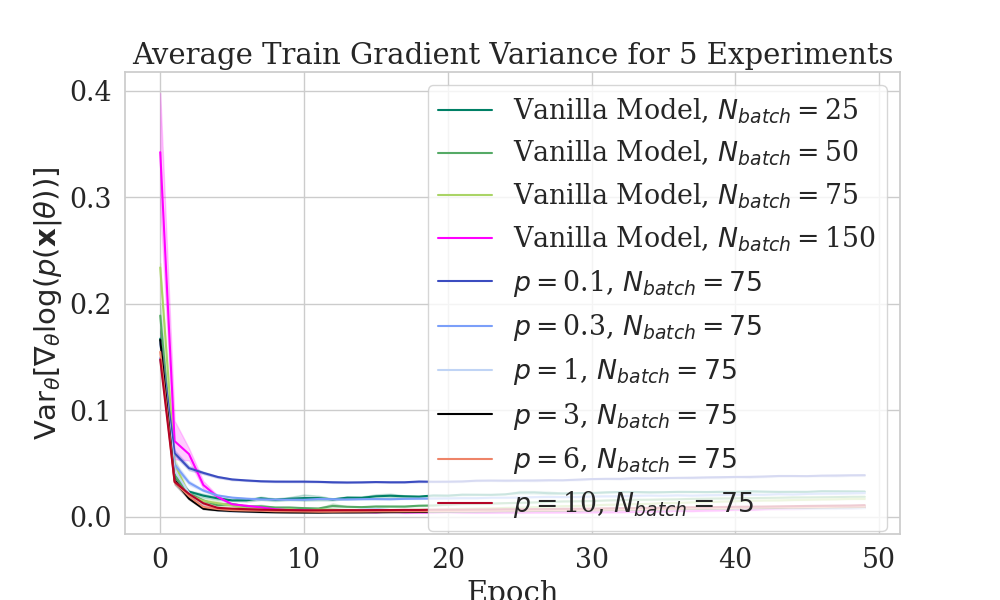 Average Train Gradient Variance for 5 Experiments
Var_θ[∇_θlog(p(x|θ))]
0.4
0.3
0.2
0.1
0.0
Vanilla Model, N_batch = 25
Vanilla Model, N_batch = 50
Vanilla Model, N_batch = 75
Vanilla Model, N_batch = 150
p = 0.1, N_batch = 75
p = 0.3, N_batch = 75
p = 1, N_batch = 75
p = 3, N_batch = 75
p = 6, N_batch = 75
p = 10, N_batch = 75
0 10 20 30 40 50
Epoch